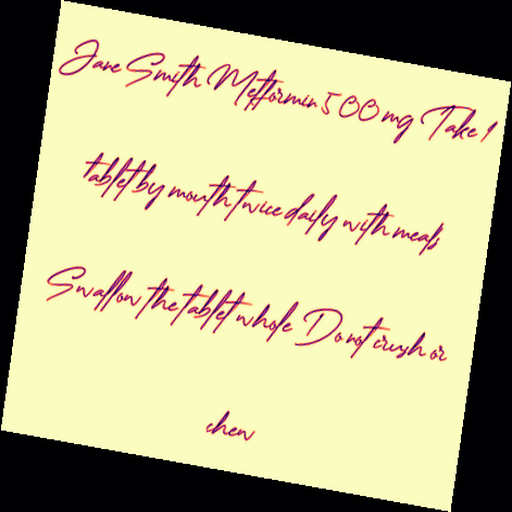 Jane Smith Metformin 500 mg Take 1
tablet by mouth twice daily with meals
Swallow the tablet whole Do not crush or
chew